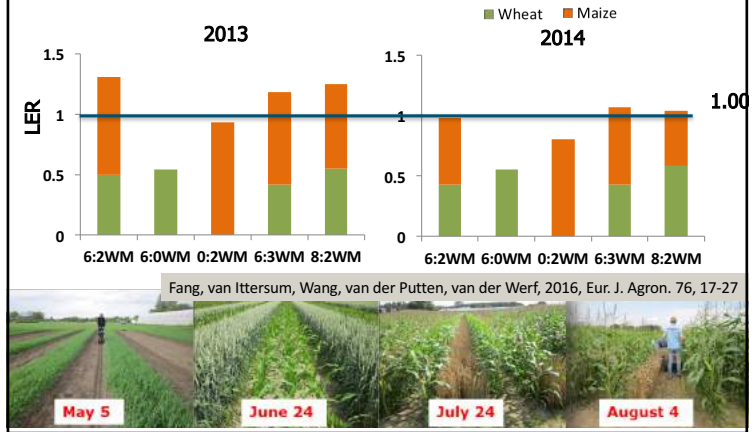 Wheat Maize
2013
2014
LER
1.5
1
0.5
0
6:2WM 6:0WM 0:2WM 6:3WM 8:2WM
1.5
1
0.5
0
6:2WM 6:0WM 0:2WM 6:3WM 8:2WM
1.00
Fang, van Ittersum, Wang, van der Putten, van der Werf, 2016, Eur. J. Agron. 76, 17-27
May 5
June 24
July 24
August 4